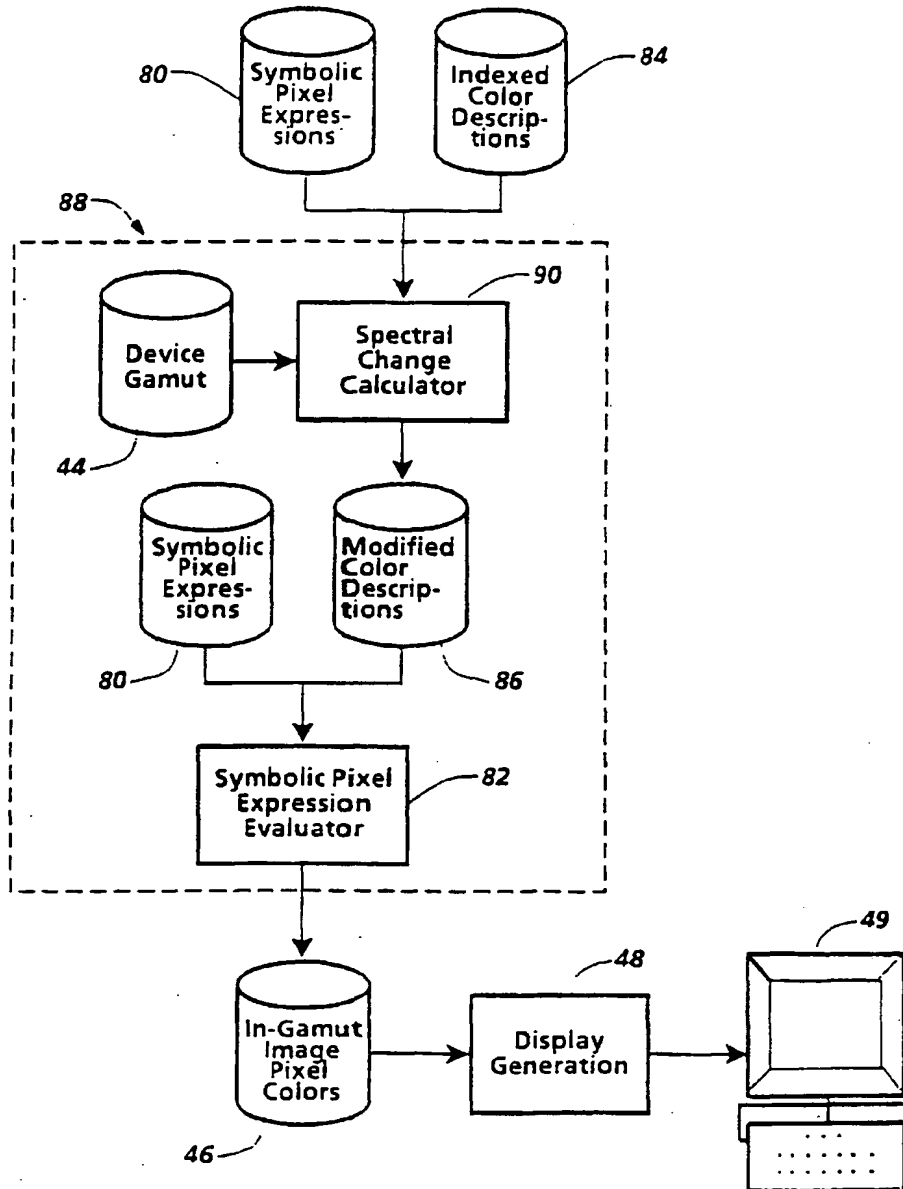 80
Symbolic
Pixel
Expres-
sions
Indexed
Color
Descrip-
tions
84
88
90
Device
Gamut
44
Spectral
Change
Calculator
Symbolic
Pixel
Expres-
sions
80
Modified
Color
Descrip-
tions
86
Symbolic Pixel
Expression
Evaluator
82
In-Gamut
Image
Pixel
Colors
46
48
Display
Generation
49